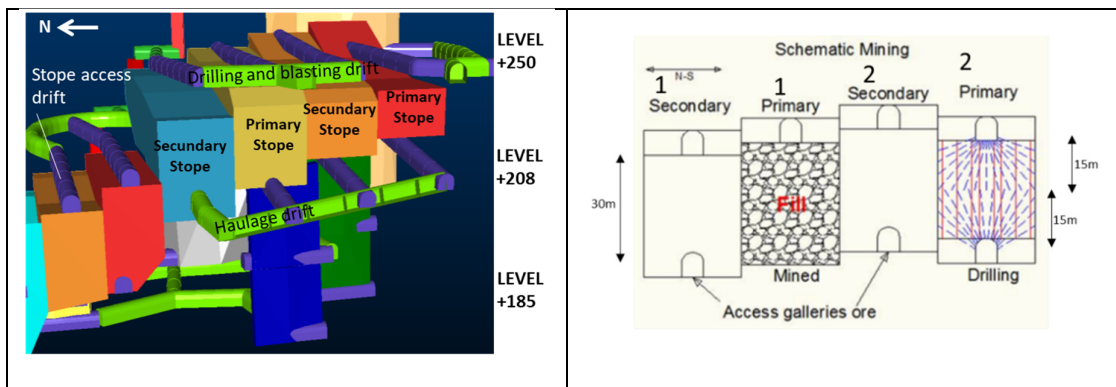 N
LEVEL
+250
Stope access
drift
Drilling and blasting drift
Secondary
Stope
Primary
Stope
Secondary
Stope
Primary
Stope
LEVEL
+208
Haulage drift
LEVEL
+185
Schematic Mining
N-S
1
Secondary
1
Primary
2
Secondary
2
Primary
30m
Fill
15m
15m
Mined
Drilling
Access galleries ore